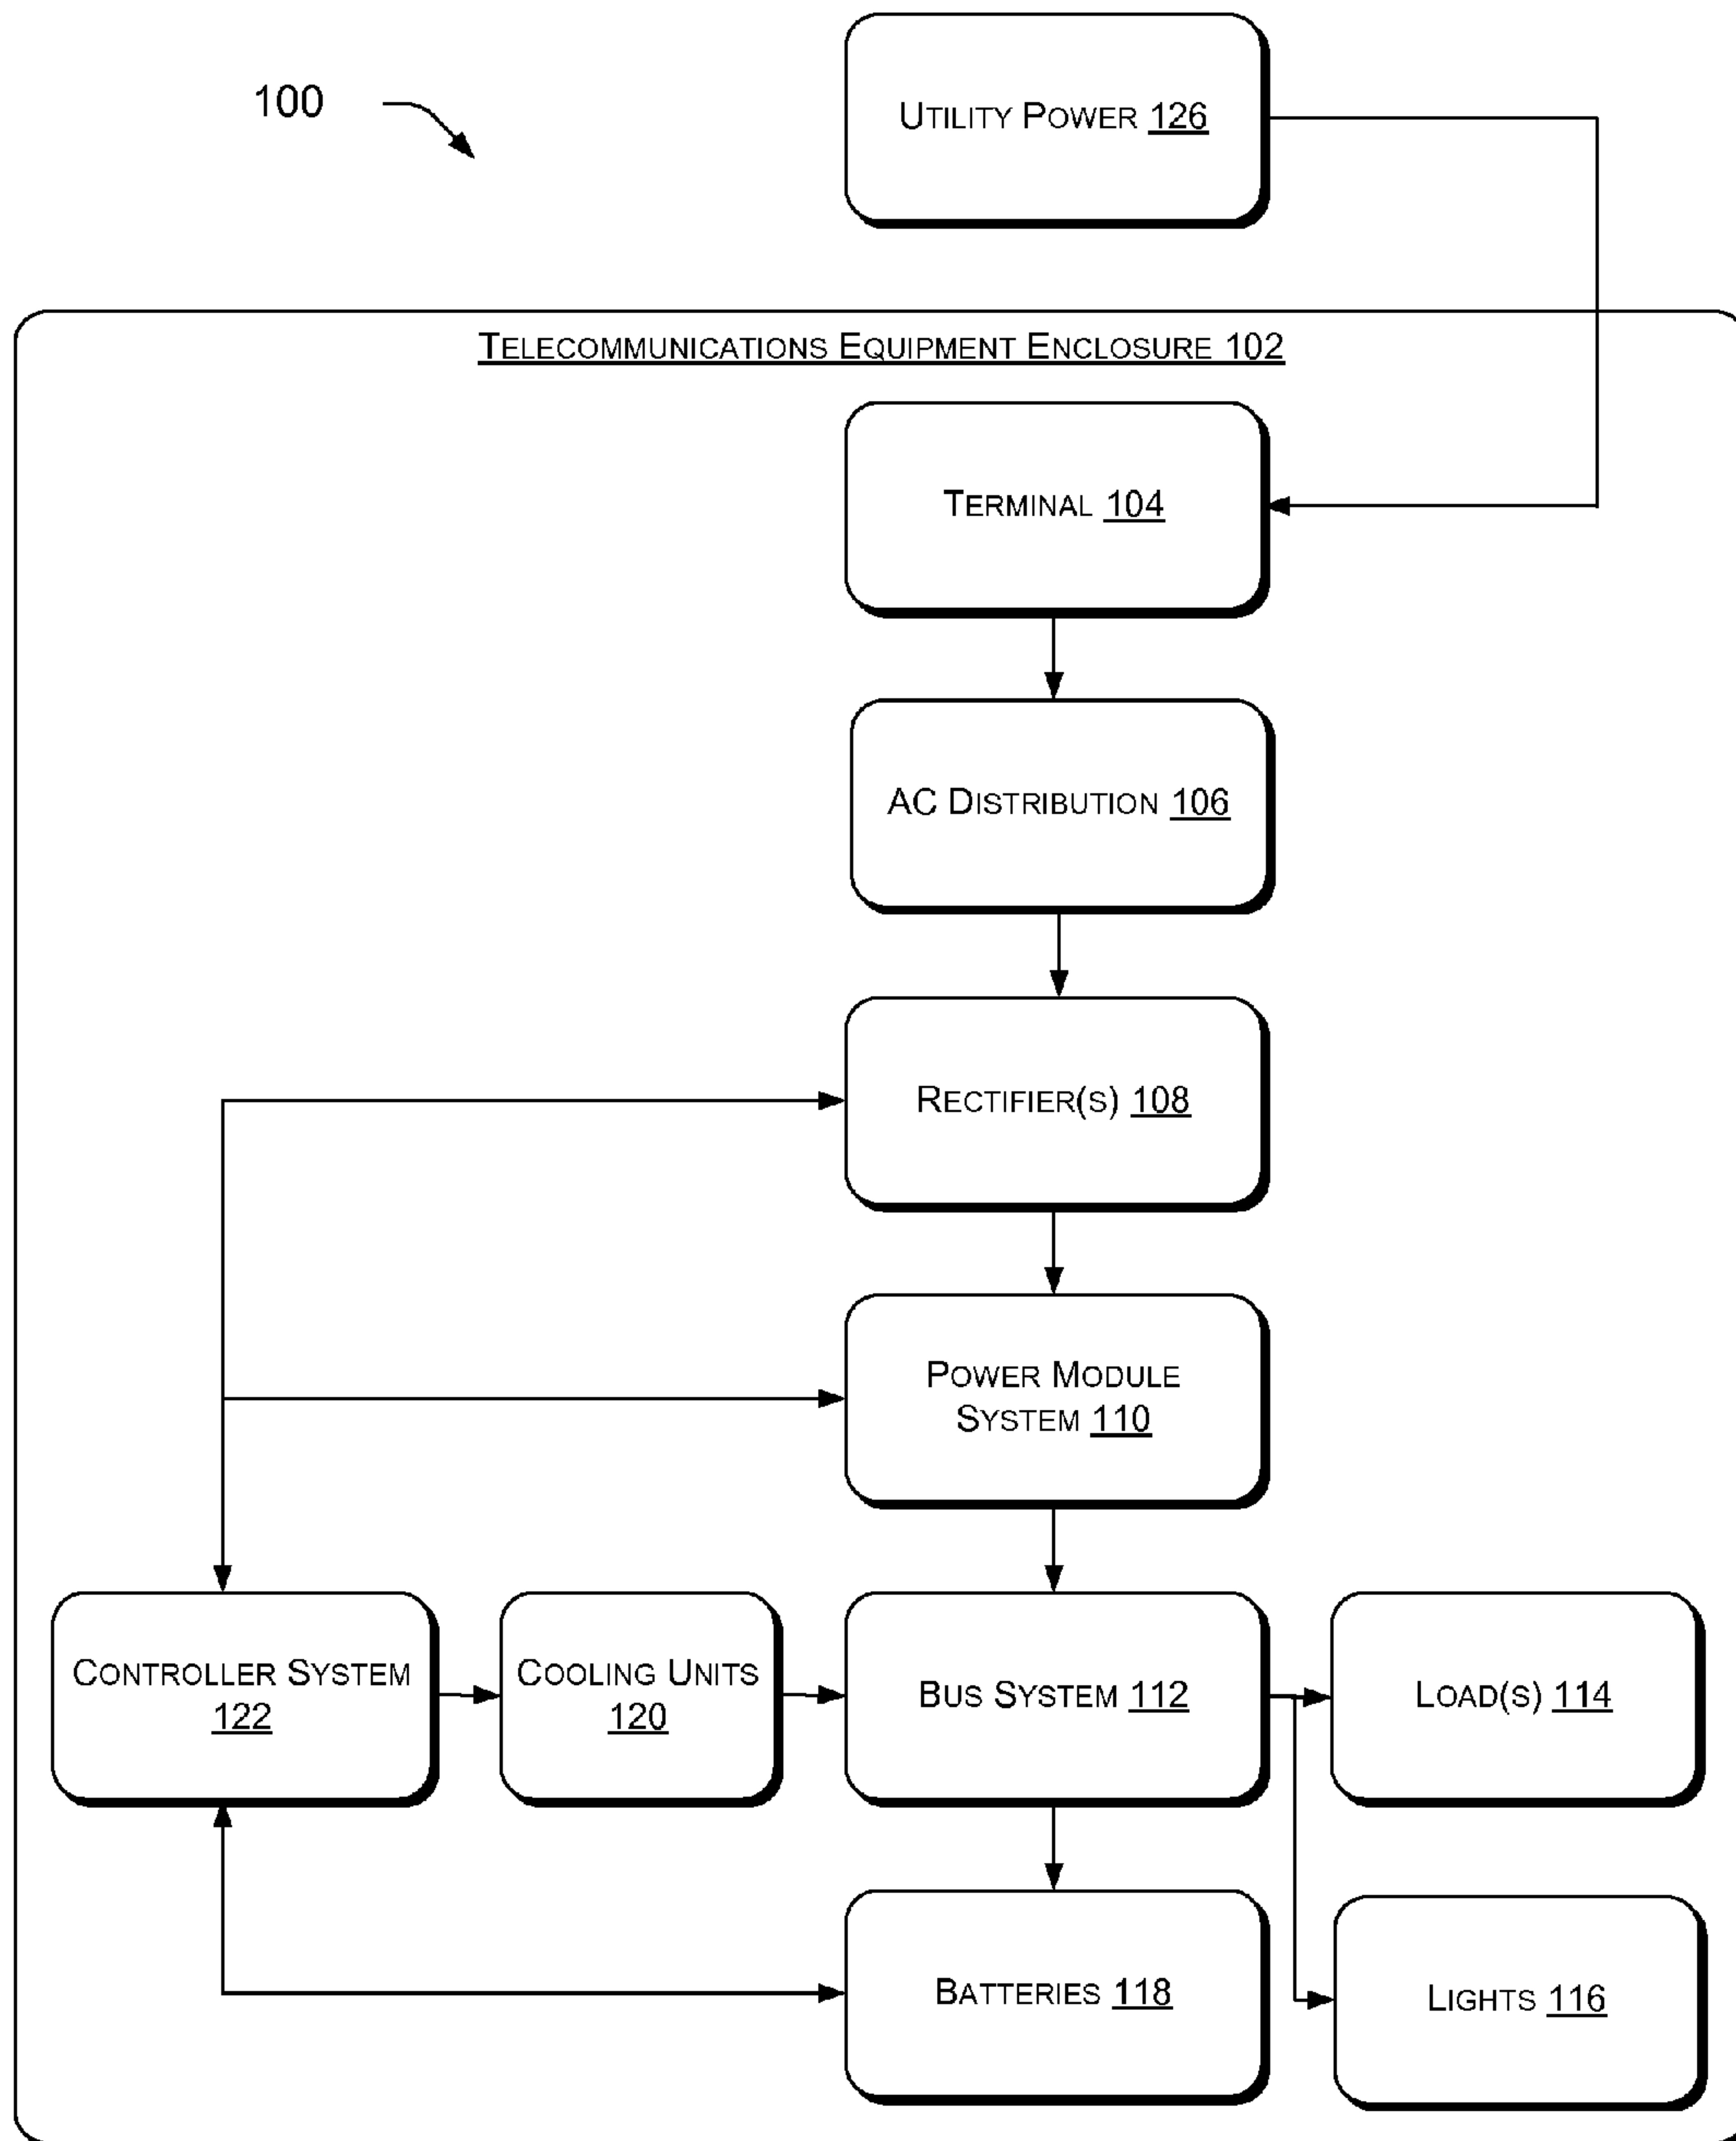 100
UTILITY POWER 126
TELECOMMUNICATIONS EQUIPMENT ENCLOSURE 102
TERMINAL 104
AC DISTRIBUTION 106
RECTIFIER(S) 108
POWER MODULE
SYSTEM 110
CONTROLLER SYSTEM
122
COOLING UNITS
120
BUS SYSTEM 112
LOAD(S) 114
BATTERIES 118
LIGHTS 116